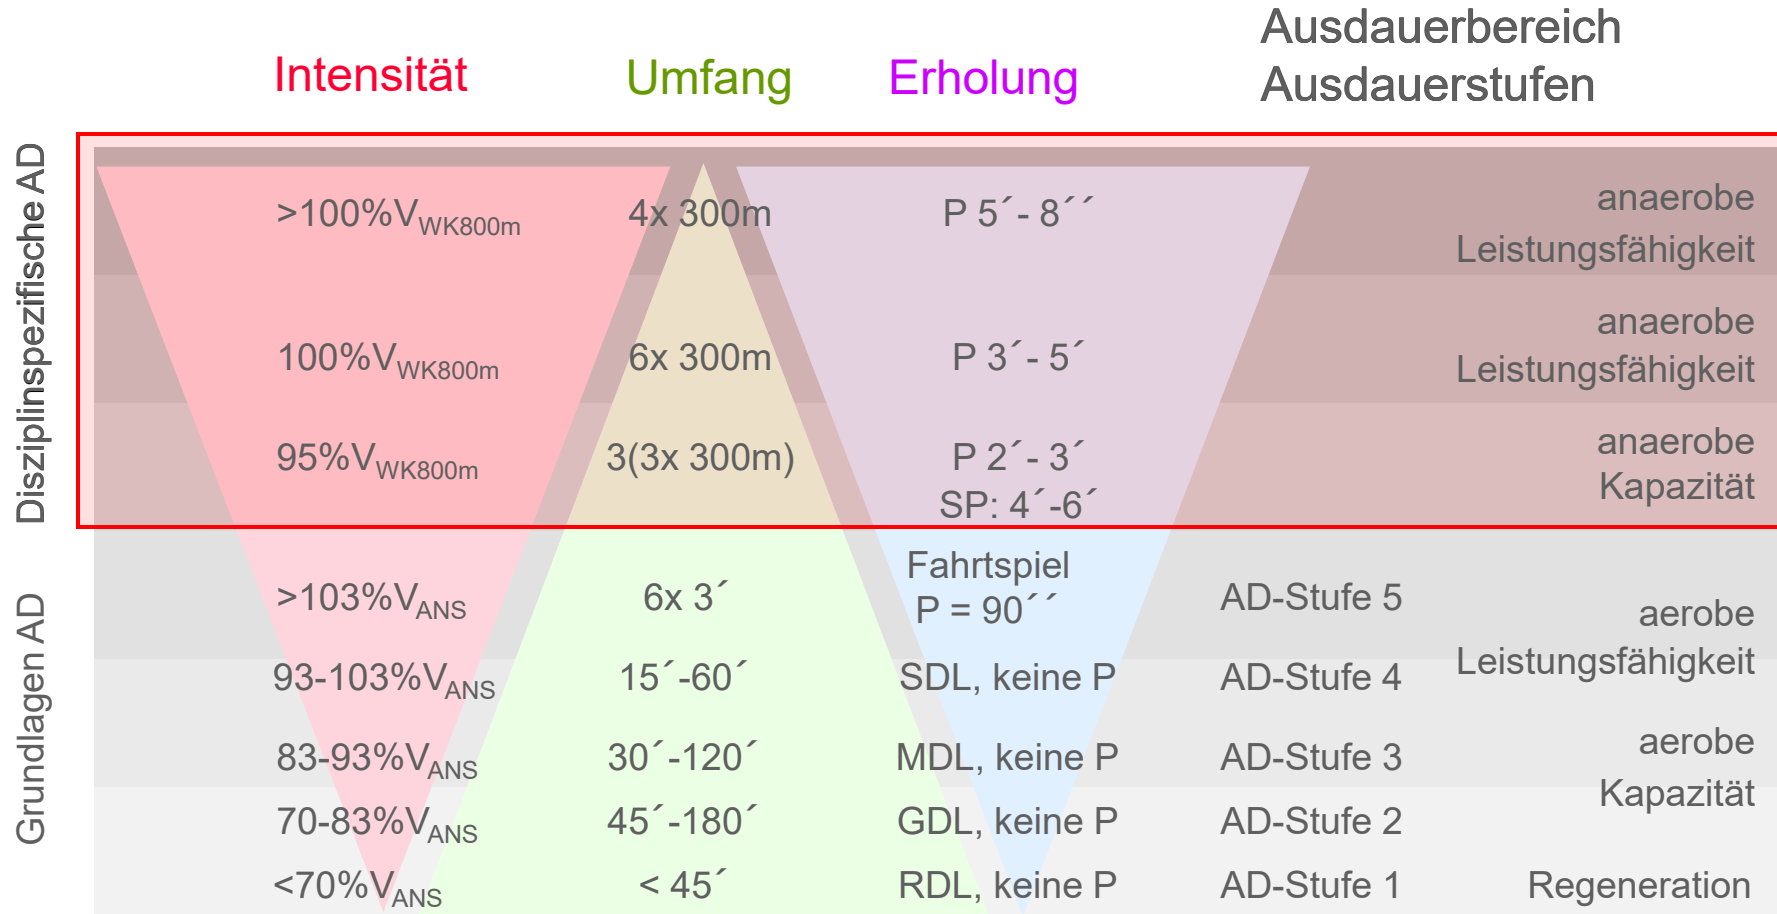 Intensität Umfang Erholung Ausdauerbereich
Ausdauerstufen
Disziplinspezifische AD
>100%VWK800m 4x 300m P 5´- 8´´ anaerobe
Leistungsfähigkeit
100%VWK800m 6x 300m P 3´- 5´ anaerobe
Leistungsfähigkeit
95%VWK800m 3(3x 300m) P 2´- 3´ anaerobe
SP: 4´-6´ Kapazität
Grundlagen AD
Fahrtspiel
>103%VANS 6x 3´ P = 90´´ AD-Stufe 5 aerobe
Leistungsfähigkeit
93-103%VANS 15´-60´ SDL, keine P AD-Stufe 4
83-93%VANS 30´-120´ MDL, keine P AD-Stufe 3 aerobe
Kapazität
70-83%VANS 45´-180´ GDL, keine P AD-Stufe 2
<70%VANS < 45´ RDL, keine P AD-Stufe 1 Regeneration